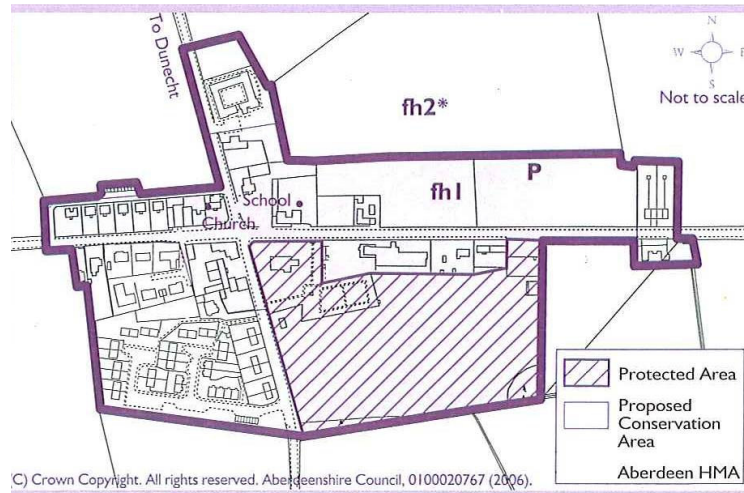 To Dunecht
N
W
S
Not to scale
fh2*
P
fh1
School
Church
Protected Area
Proposed
Conservation
Area
Aberdeen HMA
(C) Crown Copyright. All rights reserved. Aberdeenshire Council, 0100020767 (2006).